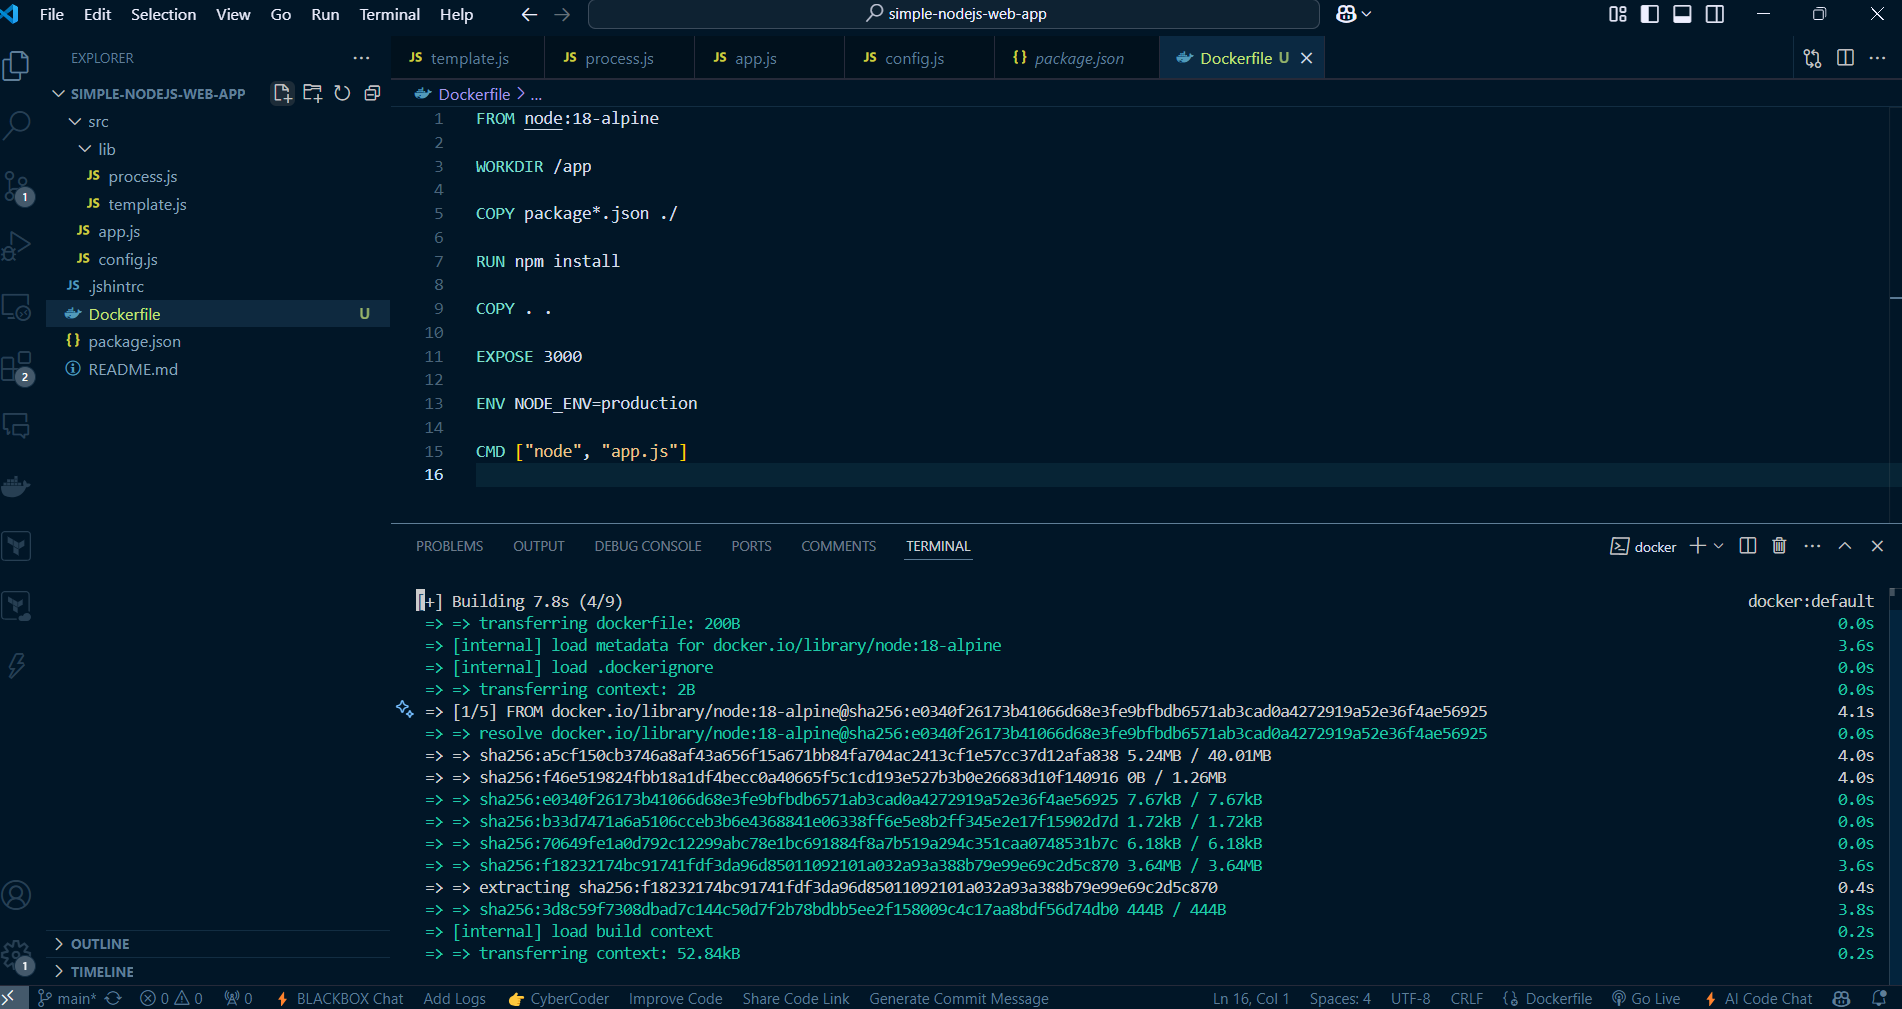 File Edit Selection View Go Run Terminal Help
simple-nodejs-web-app
EXPLORER
SIMPLE-NODEJS-WEB-APP
src
lib
JS process.js
JS template.js
JS app.js
JS config.js
JS .jshintrc
Dockerfile U
{} package.json
README.md
OUTLINE
TIMELINE
1
2
1
JS template.js
JS process.js
JS app.js
JS config.js
{} package.json
Dockerfile U
Dockerfile > ...
1 FROM node:18-alpine
2
3 WORKDIR /app
4
5 COPY package*.json ./
6
7 RUN npm install
8
9 COPY . .
10
11 EXPOSE 3000
12
13 ENV NODE_ENV=production
14
15 CMD ["node", "app.js"]
16
PROBLEMS OUTPUT DEBUG CONSOLE PORTS COMMENTS TERMINAL
docker
[+] Building 7.8s (4/9) docker:default
=> => transferring dockerfile: 200B 0.0s
=> [internal] load metadata for docker.io/library/node:18-alpine 3.6s
=> [internal] load .dockerignore 0.0s
=> => transferring context: 2B 0.0s
=> [1/5] FROM docker.io/library/node:18-alpine@sha256:e0340f26173b41066d68e3fe9bfbdb6571ab3cad0a4272919a52e36f4ae56925 4.1s
=> => resolve docker.io/library/node:18-alpine@sha256:e0340f26173b41066d68e3fe9bfbdb6571ab3cad0a4272919a52e36f4ae56925 0.0s
=> => sha256:a5cf150cb3746a8af43a656f15a671bb84fa704ac2413cf1e57cc37d12afa838 5.24MB / 40.01MB 4.0s
=> => sha256:f46e519824fbb18a1df4becc0a40665f5c1cd193e527b3b0e26683d10f140916 0B / 1.26MB 4.0s
=> => sha256:e0340f26173b41066d68e3fe9bfbdb6571ab3cad0a4272919a52e36f4ae56925 7.67kB / 7.67kB 0.0s
=> => sha256:b33d7471a6a5106cceb3b6e4368841e06338ff6e5e8b2ff345e2e17f15902d7d 1.72kB / 1.72kB 0.0s
=> => sha256:70649fe1a0d792c12299abc78e1bc691884f8a7b519a294c351caa0748531b7c 6.18kB / 6.18kB 0.0s
=> => sha256:f18232174bc91741fdf3da96d85011092101a032a93a388b79e99e69c2d5c870 3.64MB / 3.64MB 3.6s
=> => extracting sha256:f18232174bc91741fdf3da96d85011092101a032a93a388b79e99e69c2d5c870 0.4s
=> => sha256:3d8c59f7308dbad7c144c50d7f2b78bdbb5ee2f158009c4c17aa8bdf56d74db0 444B / 444B 3.8s
=> [internal] load build context 0.2s
=> => transferring context: 52.84kB 0.2s
main* 0 0 0 BLACKBOX Chat Add Logs CyberCoder Improve Code Share Code Link Generate Commit Message Ln 16, Col 1 Spaces: 4 UTF-8 CRLF Dockerfile Go Live AI Code Chat